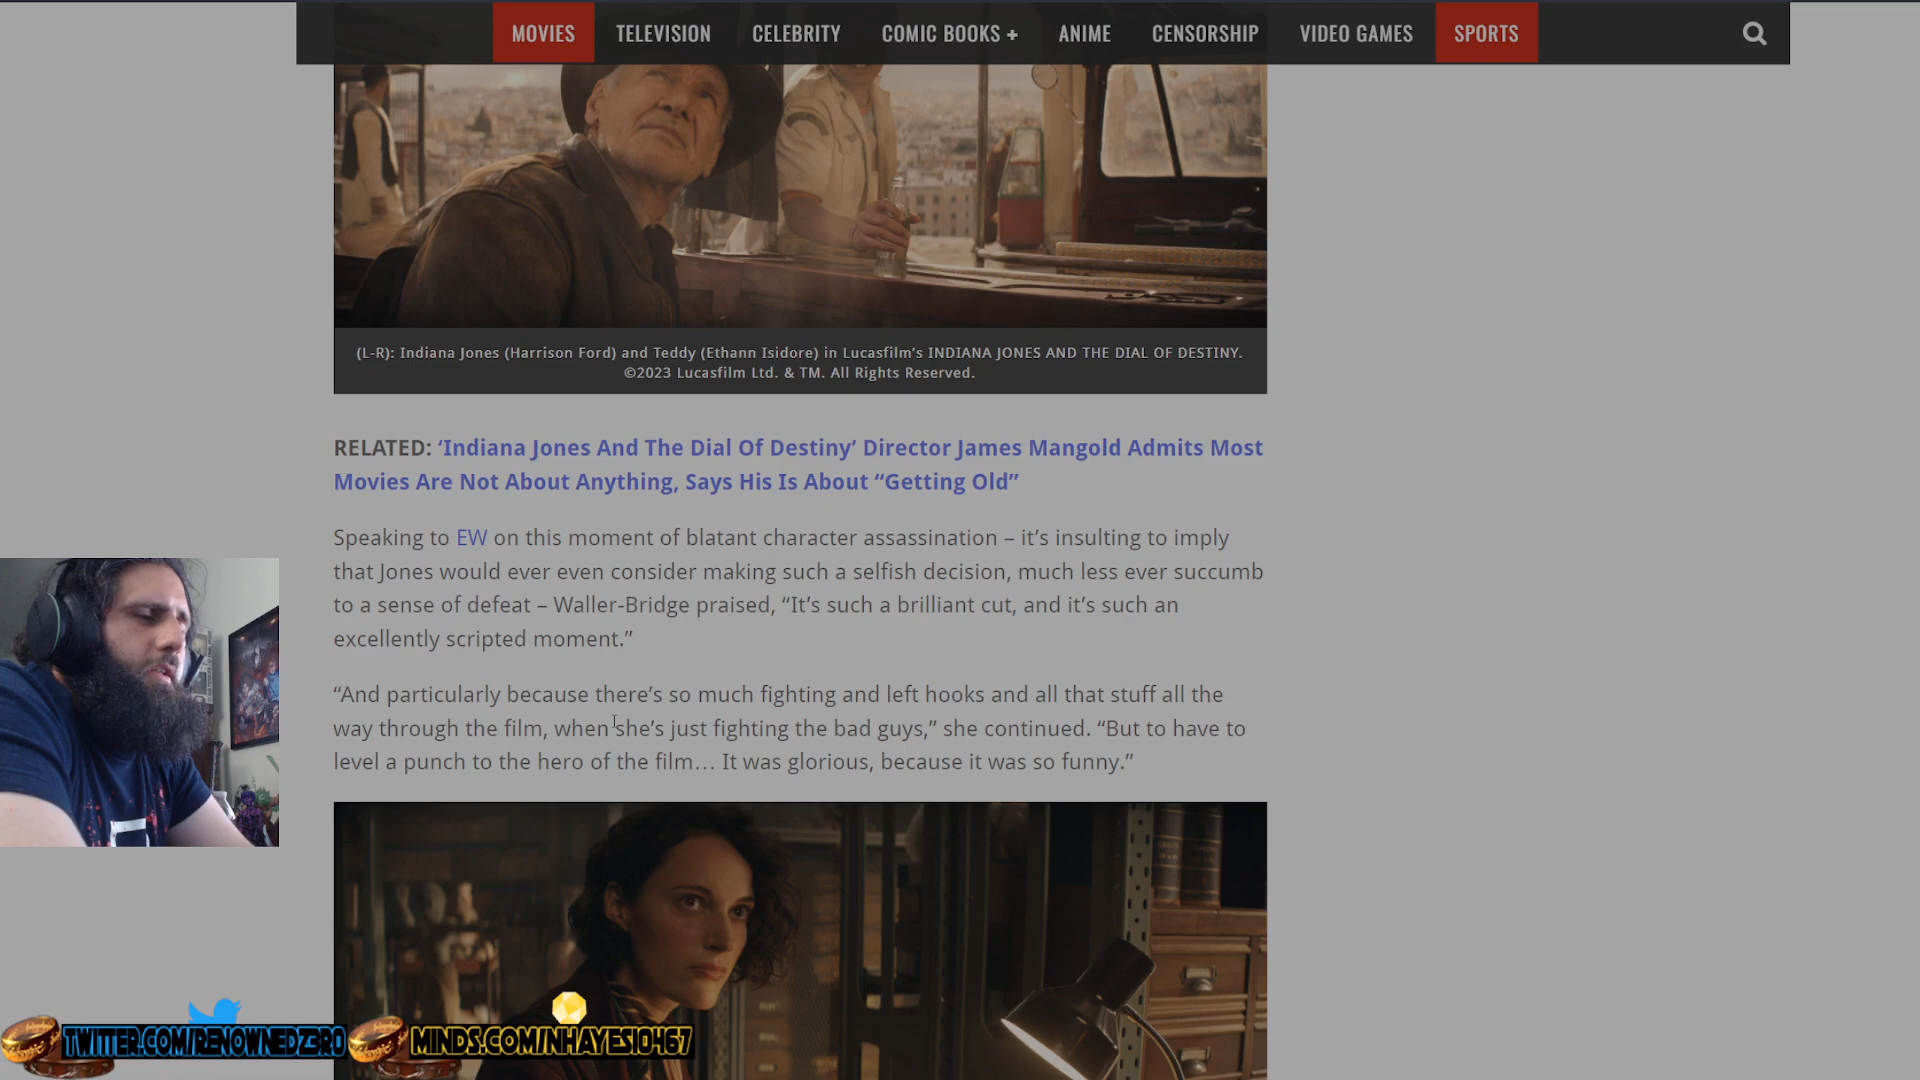 MOVIES TELEVISION CELEBRITY COMIC BOOKS + ANIME CENSORSHIP VIDEO GAMES SPORTS
(L-R): Indiana Jones (Harrison Ford) and Teddy (Ethann Isidore) in Lucasfilm's INDIANA JONES AND THE DIAL OF DESTINY.
©2023 Lucasfilm Ltd. & TM. All Rights Reserved.
RELATED: ‘Indiana Jones And The Dial Of Destiny’ Director James Mangold Admits Most
Movies Are Not About Anything, Says His Is About “Getting Old”
Speaking to EW on this moment of blatant character assassination – it’s insulting to imply
that Jones would ever even consider making such a selfish decision, much less ever succumb
to a sense of defeat – Waller-Bridge praised, “It’s such a brilliant cut, and it’s such an
excellently scripted moment.”
“And particularly because there’s so much fighting and left hooks and all that stuff all the
way through the film, when she’s just fighting the bad guys,” she continued. “But to have to
level a punch to the hero of the film… It was glorious, because it was so funny.”
TWITTER.COM/RENOWNEDZ3R0 MINDS.COM/NHAYES10467